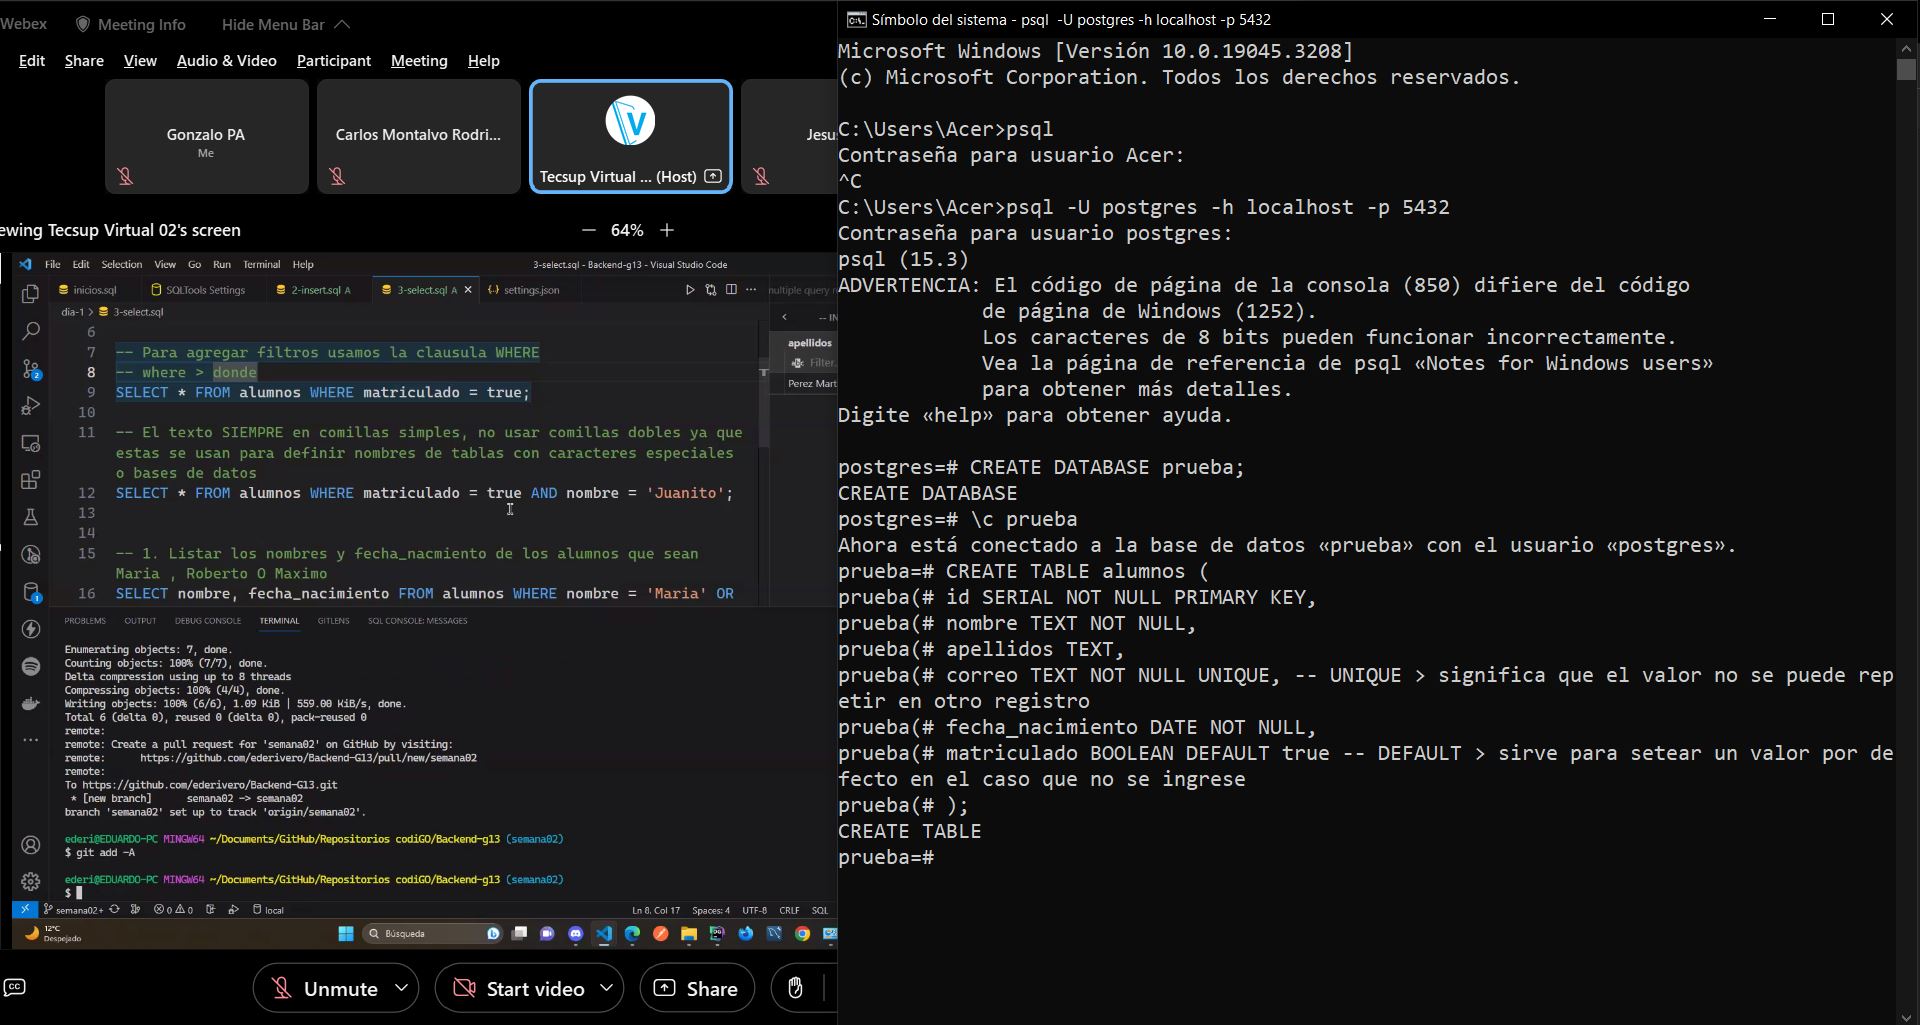 Webex
Meeting Info
Hide Menu Bar
Edit Share View Audio & Video Participant Meeting Help
Gonzalo PA
Me
Carlos Montalvo Rodri...
Tecsup Virtual ... (Host)
ewing Tecsup Virtual 02's screen
64%
File Edit Selection View Go Run Terminal Help
3-select.sql - Backend-g13 - Visual Studio Code
inicios.sql
SQLTools Settings
2-insert.sql A
3-select.sql A
settings.json
dia-1 > 3-select.sql
6
7 -- Para agregar filtros usamos la clausula WHERE
8 -- where > donde
9 SELECT * FROM alumnos WHERE matriculado = true;
10
11 -- El texto SIEMPRE en comillas simples, no usar comillas dobles ya que
estas se usan para definir nombres de tablas con caracteres especiales
o bases de datos
12 SELECT * FROM alumnos WHERE matriculado = true AND nombre = 'Juanito';
13
14
15 -- 1. Listar los nombres y fecha_nacmiento de los alumnos que sean
Maria , Roberto O Maximo
16 SELECT nombre, fecha_nacimiento FROM alumnos WHERE nombre = 'Maria' OR
apellidos
Filter...
Perez Mart
PROBLEMS OUTPUT DEBUG CONSOLE TERMINAL GITLENS SQL CONSOLE: MESSAGES
Enumerating objects: 7, done.
Counting objects: 100% (7/7), done.
Delta compression using up to 8 threads
Compressing objects: 100% (4/4), done.
Writing objects: 100% (6/6), 1.09 KiB | 559.00 KiB/s, done.
Total 6 (delta 0), reused 0 (delta 0), pack-reused 0
remote:
remote: Create a pull request for 'semana02' on GitHub by visiting:
remote: https://github.com/ederivero/Backend-G13/pull/new/semana02
remote:
To https://github.com/ederivero/Backend-G13.git
* [new branch] semana02 -> semana02
branch 'semana02' set up to track 'origin/semana02'.
ederi@EDUARDO-PC MINGW64 ~/Documents/GitHub/Repositorios codiGO/Backend-g13 (semana02)
$ git add -A
ederi@EDUARDO-PC MINGW64 ~/Documents/GitHub/Repositorios codiGO/Backend-g13 (semana02)
$
semana02+ 0 0 local
Ln 8, Col 17 Spaces: 4 UTF-8 CRLF SQL
12°C
Despejado
Búsqueda
Unmute
Start video
Share
Símbolo del sistema - psql -U postgres -h localhost -p 5432
Microsoft Windows [Versión 10.0.19045.3208]
(c) Microsoft Corporation. Todos los derechos reservados.
C:\Users\Acer>psql
Contraseña para usuario Acer:
^C
C:\Users\Acer>psql -U postgres -h localhost -p 5432
Contraseña para usuario postgres:
psql (15.3)
ADVERTENCIA: El código de página de la consola (850) difiere del código
de página de Windows (1252).
Los caracteres de 8 bits pueden funcionar incorrectamente.
Vea la página de referencia de psql «Notes for Windows users»
para obtener más detalles.
Digite «help» para obtener ayuda.
postgres=# CREATE DATABASE prueba;
CREATE DATABASE
postgres=# \c prueba
Ahora está conectado a la base de datos «prueba» con el usuario «postgres».
prueba=# CREATE TABLE alumnos (
prueba(# id SERIAL NOT NULL PRIMARY KEY,
prueba(# nombre TEXT NOT NULL,
prueba(# apellidos TEXT,
prueba(# correo TEXT NOT NULL UNIQUE, -- UNIQUE > significa que el valor no se puede rep
etir en otro registro
prueba(# fecha_nacimiento DATE NOT NULL,
prueba(# matriculado BOOLEAN DEFAULT true -- DEFAULT > sirve para setear un valor por de
fecto en el caso que no se ingrese
prueba(# );
CREATE TABLE
prueba=#